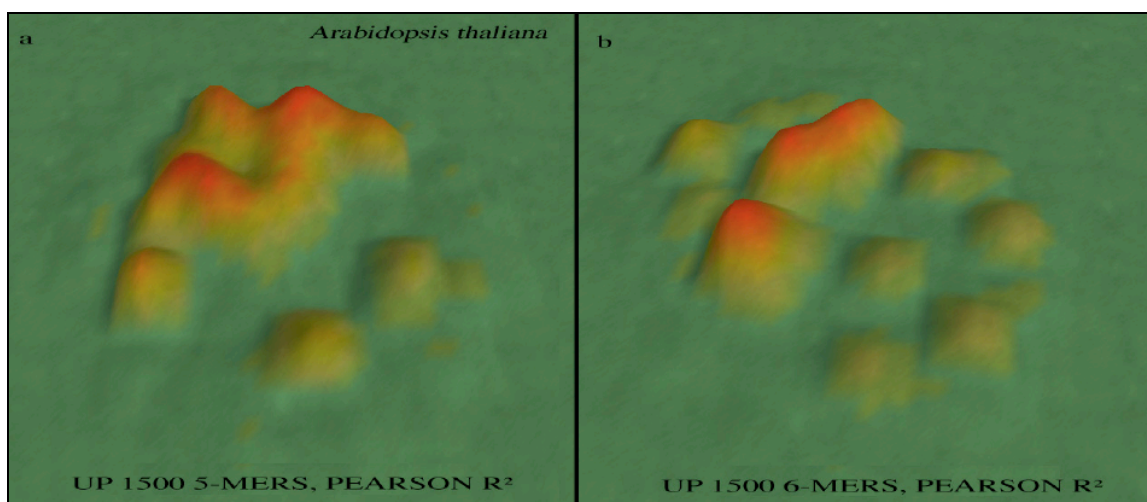 a
Arabidopsis thaliana
b
UP 1500 5-MERS, PEARSON R²
UP 1500 6-MERS, PEARSON R²